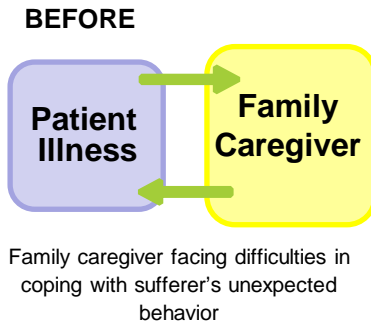 BEFORE
Patient
Illness
Family
Caregiver
Family caregiver facing difficulties in
coping with sufferer's unexpected
behavior